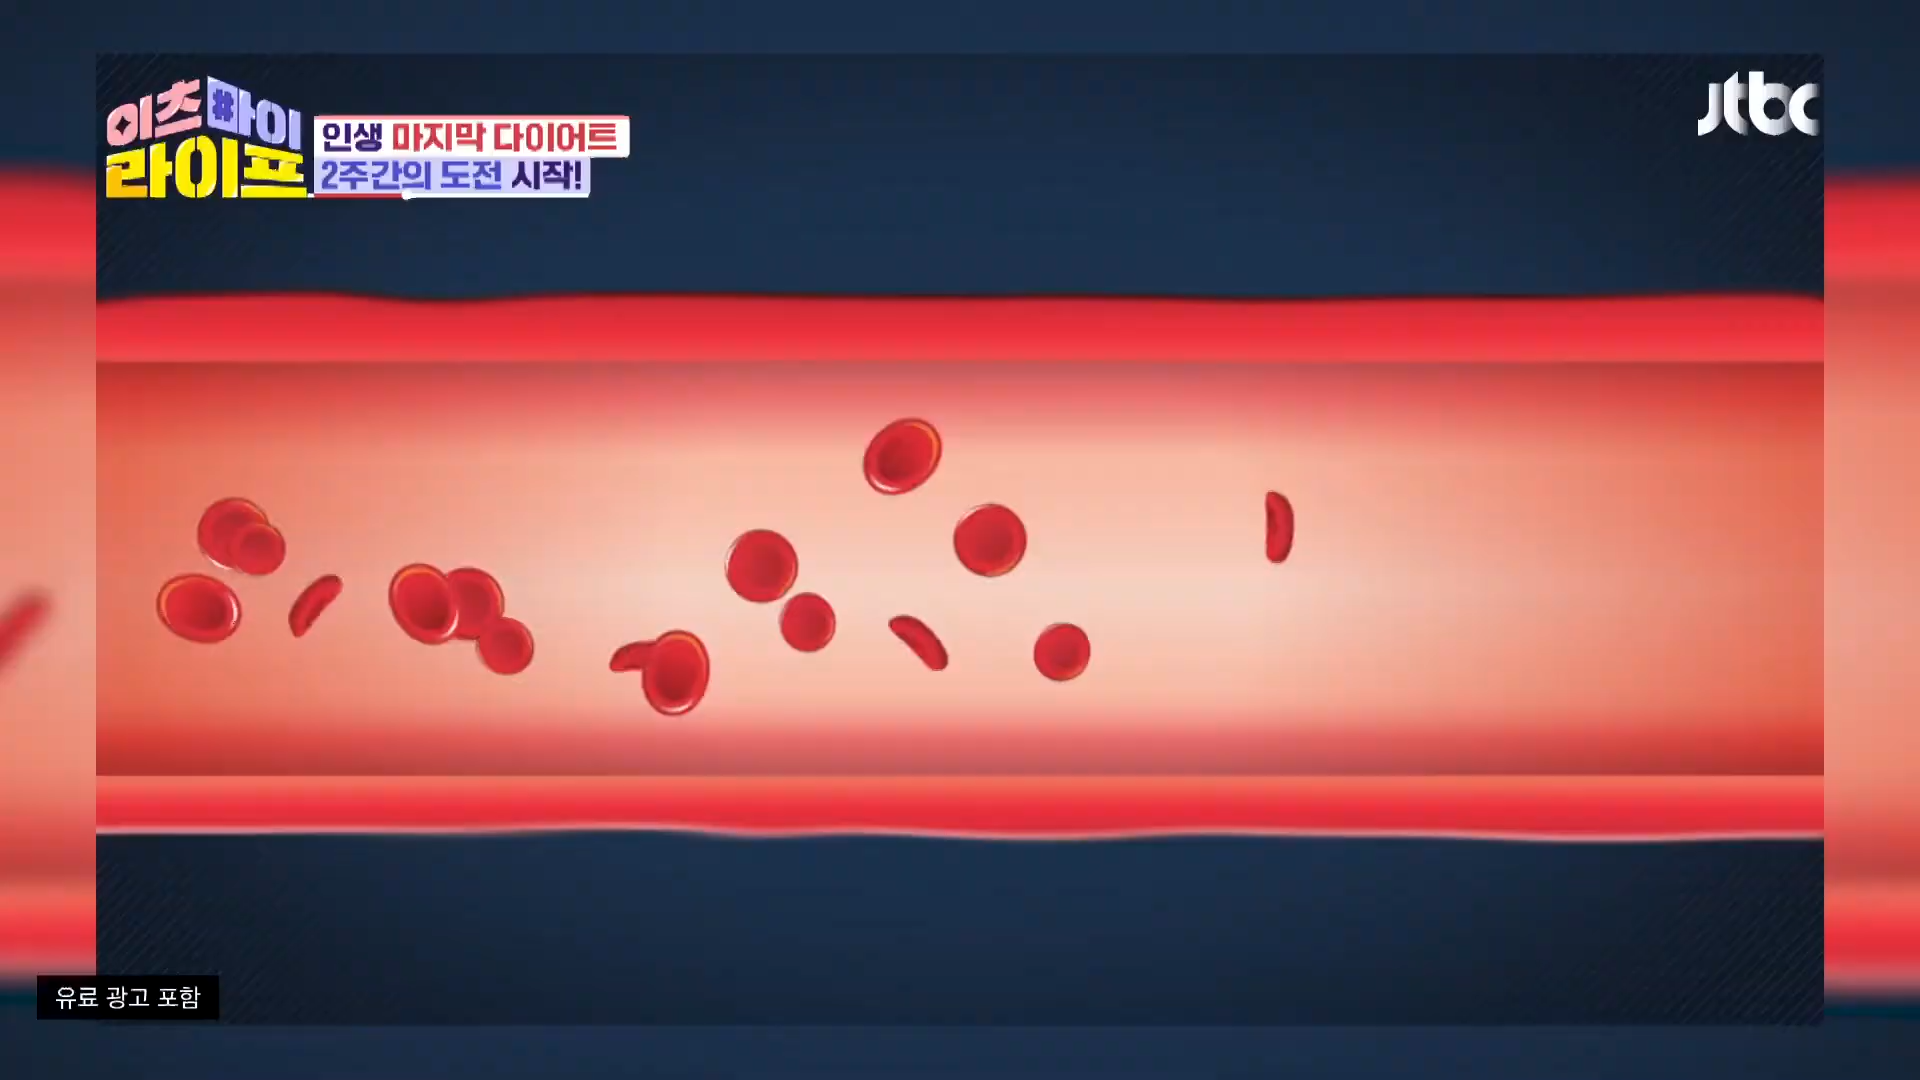 이츠 #마이
라이프
인생 마지막 다이어트
2주간의 도전 시작!
jtbc
유료 광고 포함